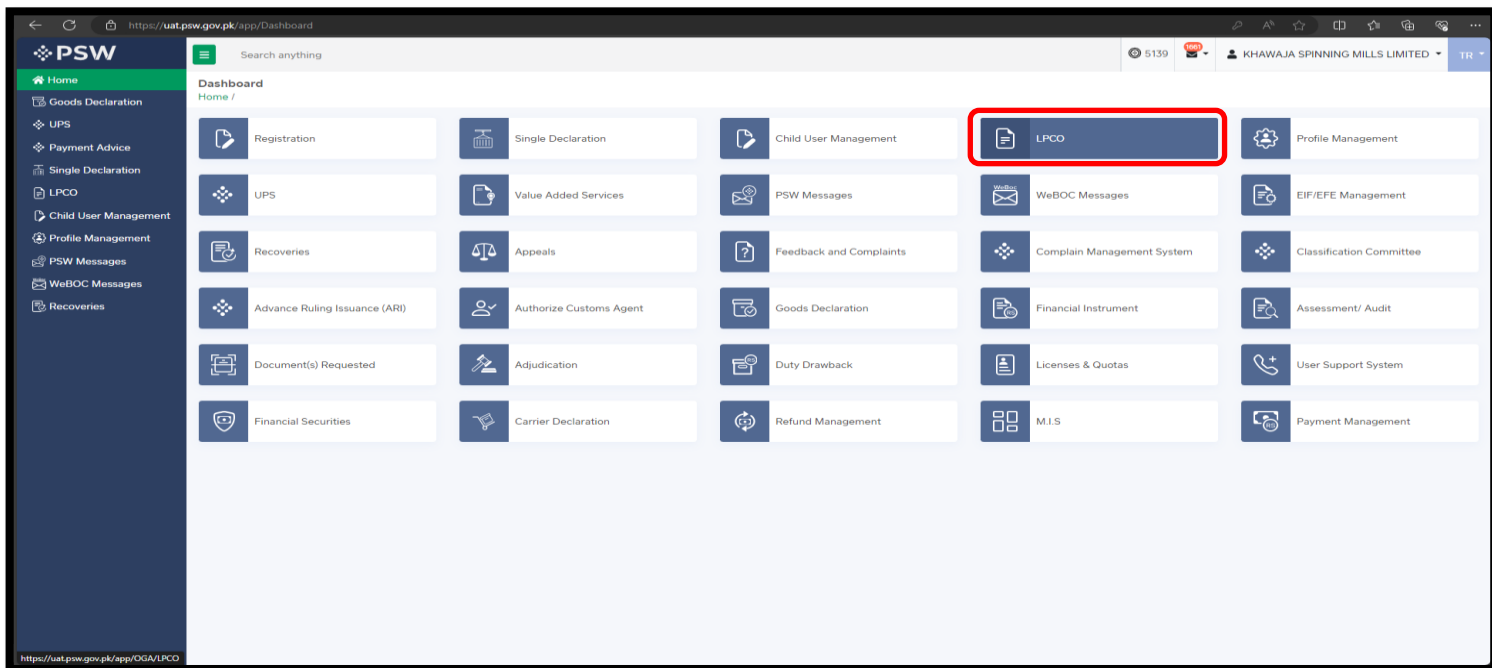 https://uat.psw.gov.pk/app/Dashboard
PSW
Search anything
5139
1661
KHAWAJA SPINNING MILLS LIMITED
TR
Home
Goods Declaration
UPS
Payment Advice
Single Declaration
LPCO
Child User Management
Profile Management
PSW Messages
WeBOC Messages
Recoveries
Dashboard
Home /
Registration
Single Declaration
Child User Management
LPCO
Profile Management
UPS
Value Added Services
PSW Messages
WeBOC
WeBOC Messages
EIF/EFE Management
Recoveries
Appeals
Feedback and Complaints
Complain Management System
Classification Committee
Advance Ruling Issuance (ARI)
Authorize Customs Agent
Goods Declaration
RS
Financial Instrument
Assessment/ Audit
Document(s) Requested
Adjudication
RS
Duty Drawback
Licenses & Quotas
User Support System
Financial Securities
Carrier Declaration
Refund Management
M.I.S
RS
Payment Management
https://uat.psw.gov.pk/app/OGA/LPCO